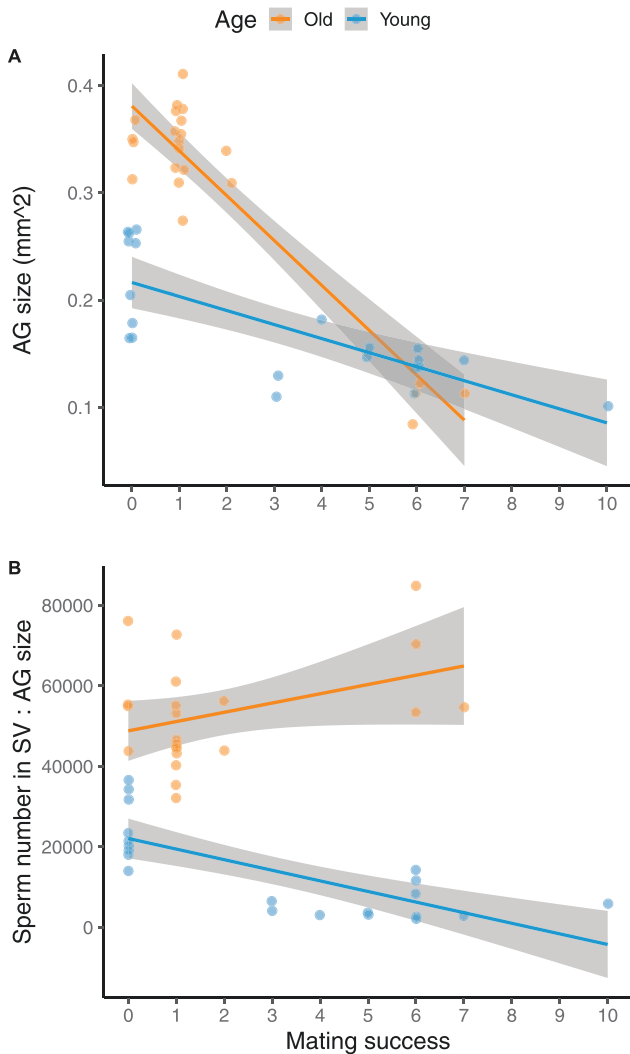 Age Old Young
A
0.4
0.3
0.2
0.1
AG size (mm^2)
0 1 2 3 4 5 6 7 8 9 10
B
80000
60000
40000
20000
0
Sperm number in SV : AG size
0 1 2 3 4 5 6 7 8 9 10
Mating success